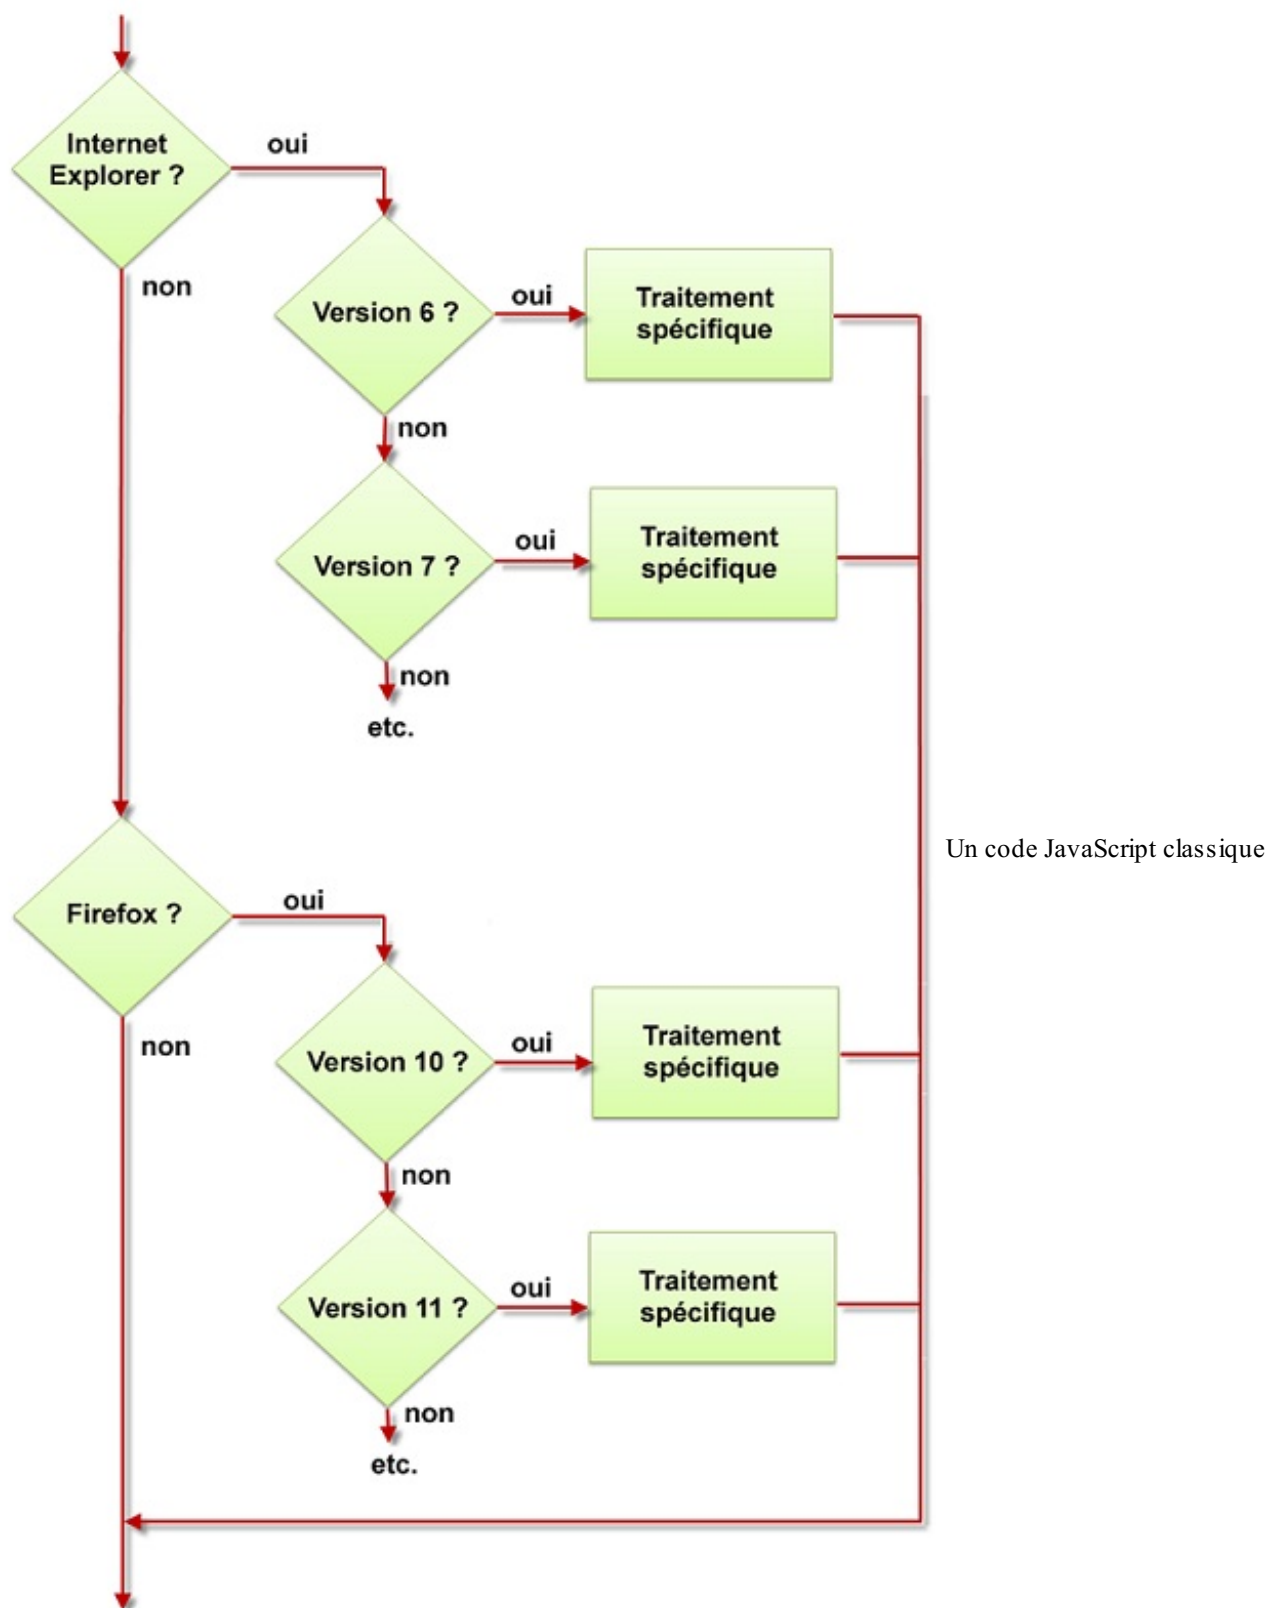 Internet
Explorer ?
oui
non
Version 6 ?
oui
Traitement
spécifique
non
Version 7 ?
oui
Traitement
spécifique
non
etc.
Un code JavaScript classique
Firefox ?
oui
non
Version 10 ?
oui
Traitement
spécifique
non
Version 11 ?
oui
Traitement
spécifique
non
etc.